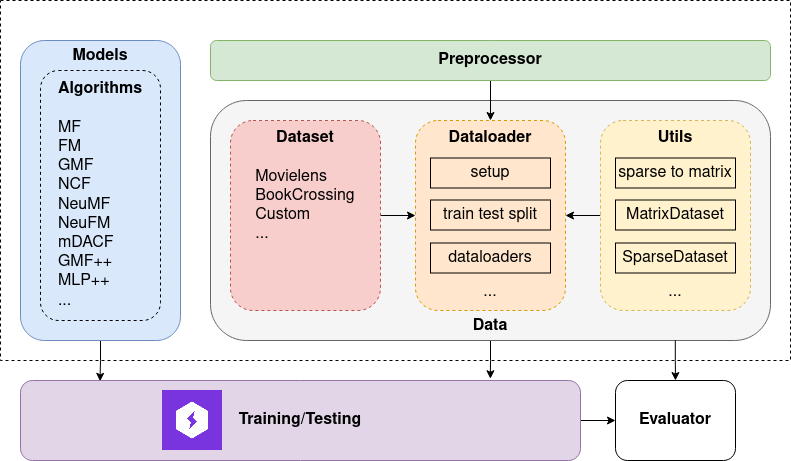 Models
Algorithms
MF
FM
GMF
NCF
NeuMF
NeuFM
mDACF
GMF++
MLP++
...
Preprocessor
Dataset
Movielens
BookCrossing
Custom
...
Dataloader
setup
train test split
dataloaders
...
Utils
sparse to matrix
MatrixDataset
SparseDataset
...
Data
Training/Testing
Evaluator